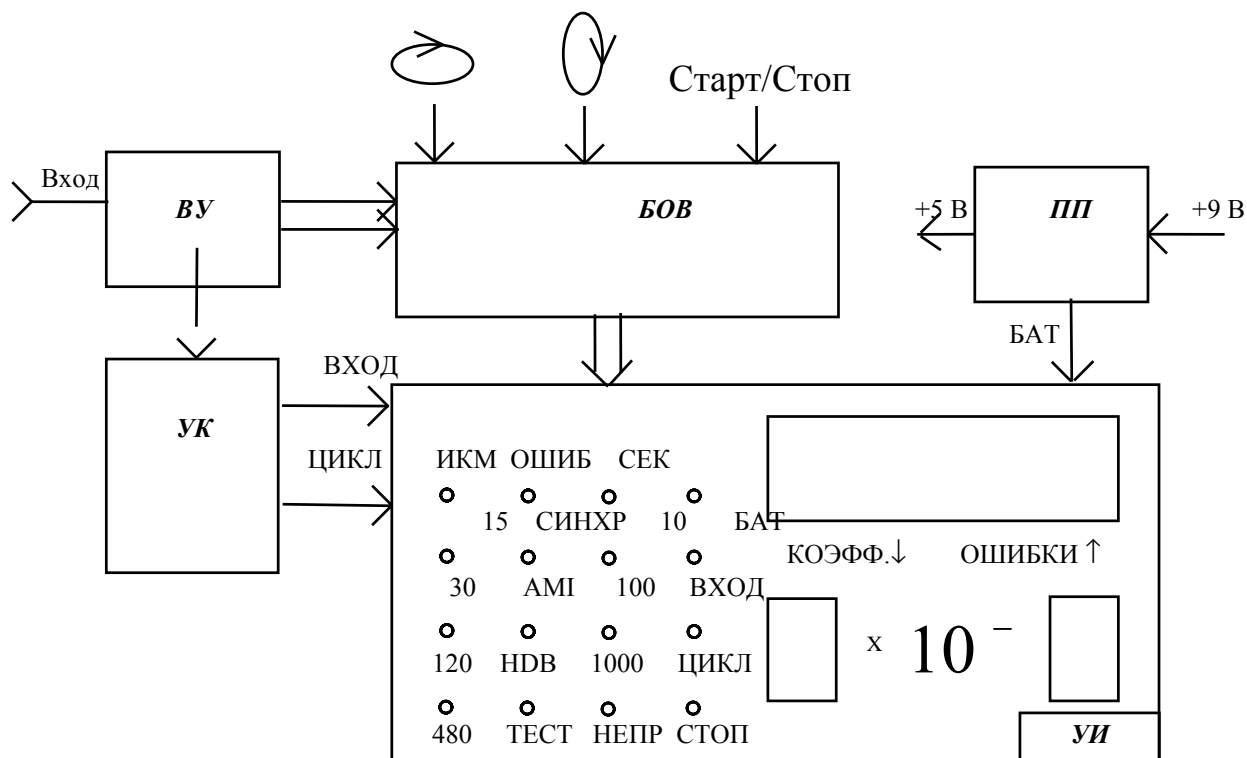 Старт/Стоп
Вход
ВУ
БОВ
+5 В
ПП
+9 В
БАТ
ВХОД
УК
ЦИКЛ
ИКМ ОШИБ СЕК
15 СИНХР 10 БАТ
КОЭФФ.↓ ОШИБКИ ↑
30 AMI 100 ВХОД
x 10 –
120 HDB 1000 ЦИКЛ
480 ТЕСТ НЕПР СТОП
УИ